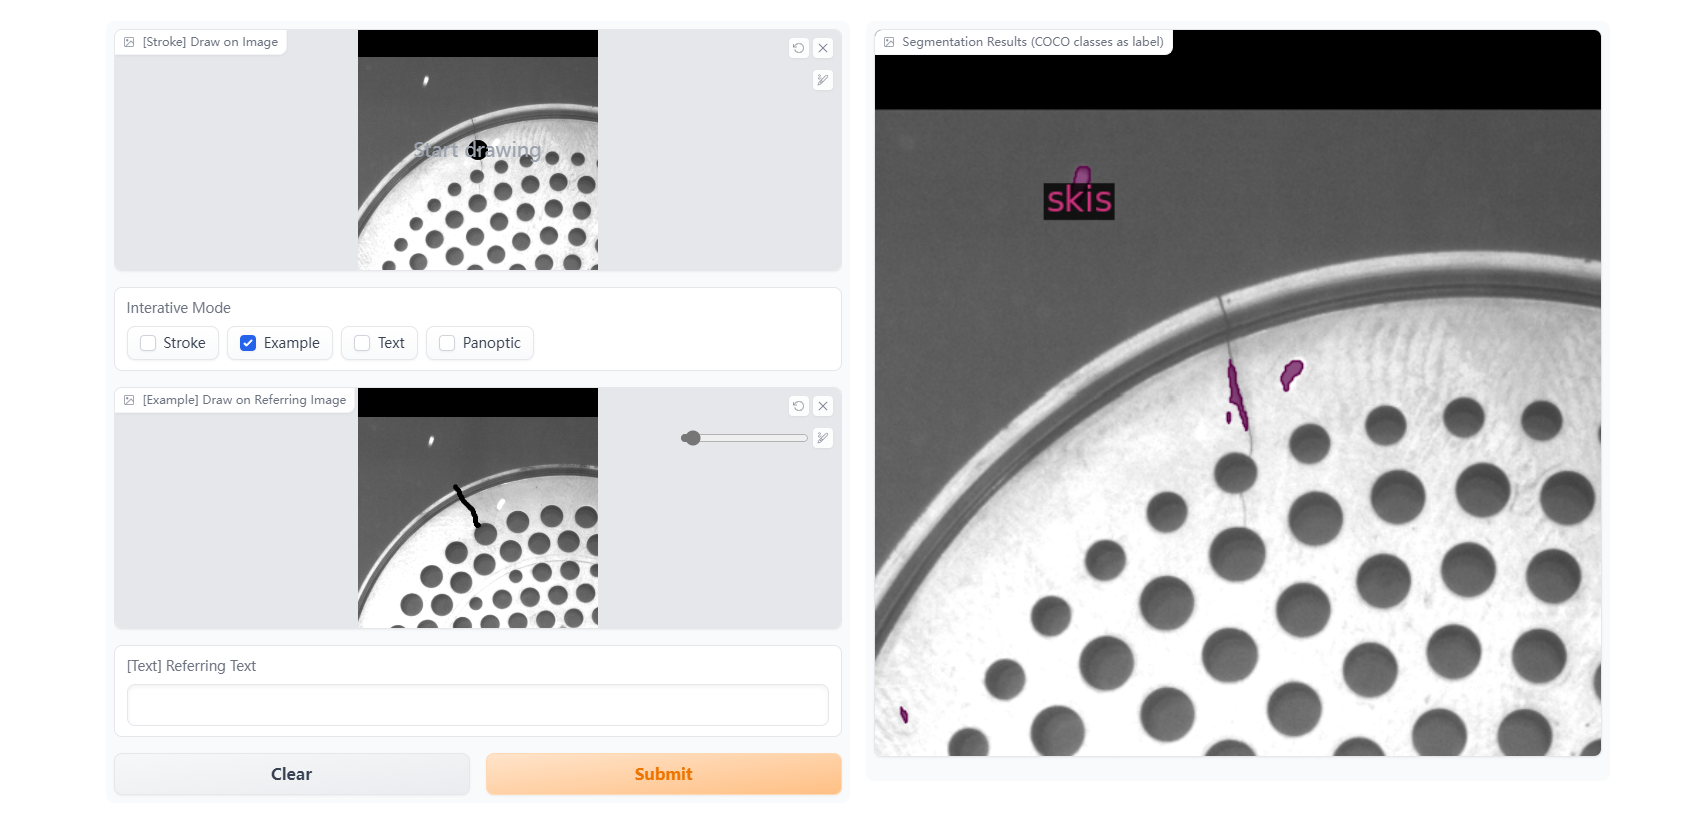 [Stroke] Draw on Image
Start drawing
Interative Mode
Stroke
Example
Text
Panoptic
[Example] Draw on Referring Image
[Text] Referring Text
Clear
Submit
Segmentation Results (COCO classes as label)
skis